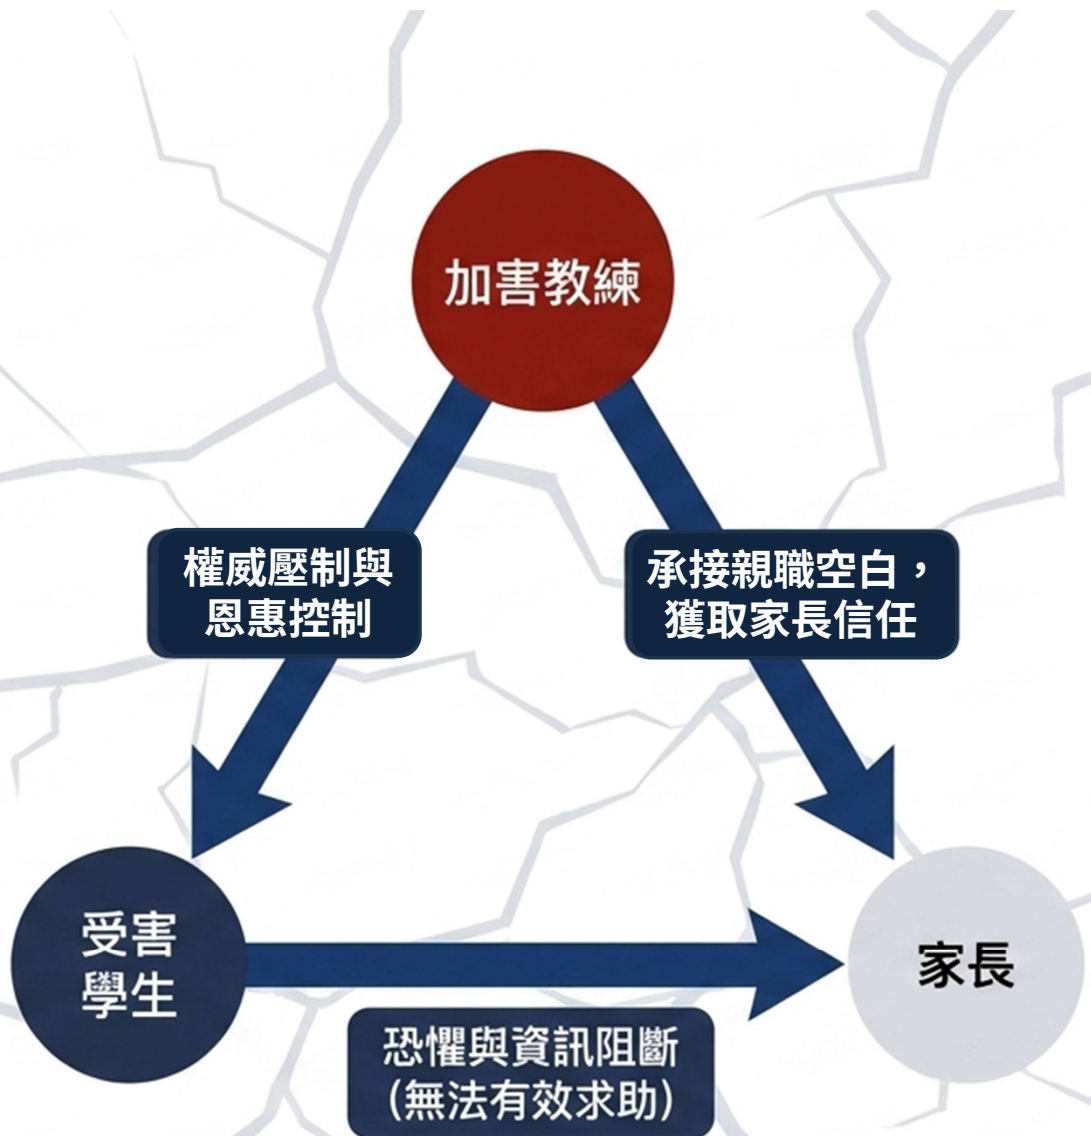 加害教練
權威壓制與
恩惠控制
承接親職空白，
獲取家長信任
受害
學生
家長
恐懼與資訊阻斷
(無法有效求助)